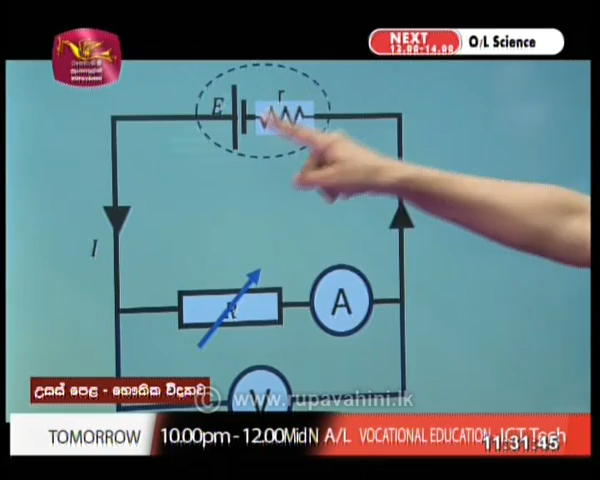 NEXT
13.00-14.00
O/L Science
E
r
I
R
A
V
උසස් පෙළ - භෞතික විද්‍යාව
© www.rupavahini.lk
TOMORROW
10.00pm - 12.00MidN A/L VOCATIONAL EDUCATION - ICT Tech
11:31:45